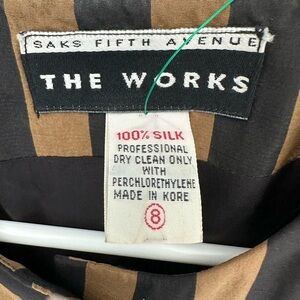 SAKS FIFTH AVENUE
THE WORKS
100% SILK
PROFESSIONAL
DRY CLEAN ONLY
WITH
PERCHLORETHYLENE
MADE IN KORE
8